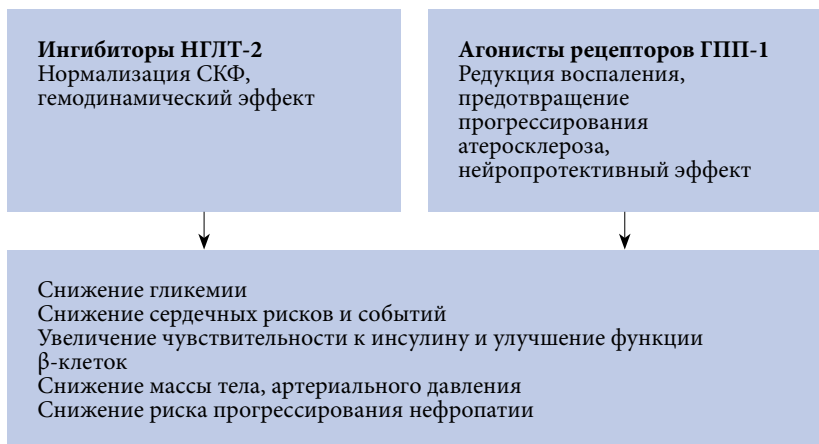 Ингибиторы НГЛТ-2
Нормализация СКФ,
гемодинамический эффект
Агонисты рецепторов ГПП-1
Редукция воспаления,
предотвращение
прогрессирования
атеросклероза,
нейропротективный эффект
Снижение гликемии
Снижение сердечных рисков и событий
Увеличение чувствительности к инсулину и улучшение функции
β-клеток
Снижение массы тела, артериального давления
Снижение риска прогрессирования нефропатии